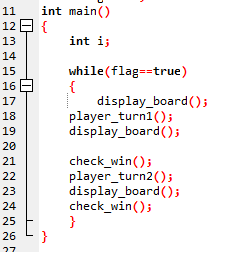 11 int main()
12 {
13 int i;
14
15 while(flag==true)
16 {
17 display_board();
18 player_turn1();
19 display_board();
20
21 check_win();
22 player_turn2();
23 display_board();
24 check_win();
25 }
26 }
27